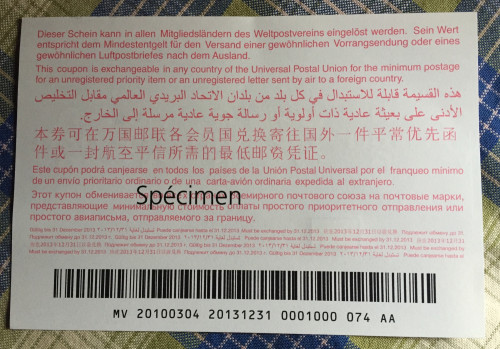 Dieser Schein kann in allen Mitgliedsländern des Weltpostvereins eingelöst werden. Sein Wert
entspricht dem Mindestentgelt für den Versand einer gewöhnlichen Vorrangsendung oder eines
gewöhnlichen Luftpostbriefes nach dem Ausland.
This coupon is exchangeable in any country of the Universal Postal Union for the minimum postage
for an unregistered priority item or an unregistered letter sent by air to a foreign country.
هذه القسيمة قابلة للاستبدال في كل بلد من بلدان الاتحاد البريدي العالمي مقابل التخليص
الأدنى على بعيثة عادية ذات أولوية أو رسالة جوية عادية مرسلة إلى الخارج.
本券可在万国邮联各会员国兑换寄往国外一件平常优先函
件或一封航空平信所需的最低邮资凭证。
Este cupón podrá canjearse en todos los países de la Unión Postal Universal por el franqueo mínimo
de un envío prioritario ordinario o de una carta-avión ordinaria expedida al extranjero.
Spécimen
Этот купон обменивается в емирного почтового союза на почтовые марки,
представляющие минимальную стоимость оплаты простого приоритетного отправления или
простого авиаписьма, отправляемого за границу.
MV 20100304 20131231 0001000 074 AA